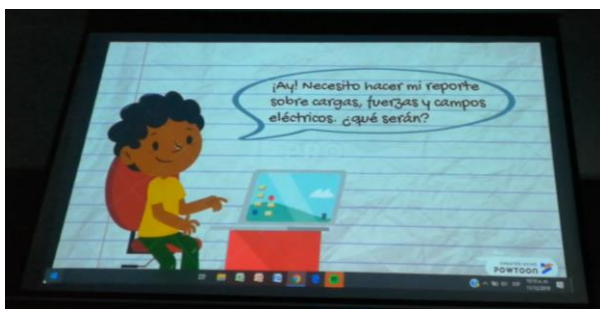 ¡Ay! Necesito hacer mi reporte
sobre cargas, fuerzas y campos
eléctricos. ¿qué serán?
POWTOON